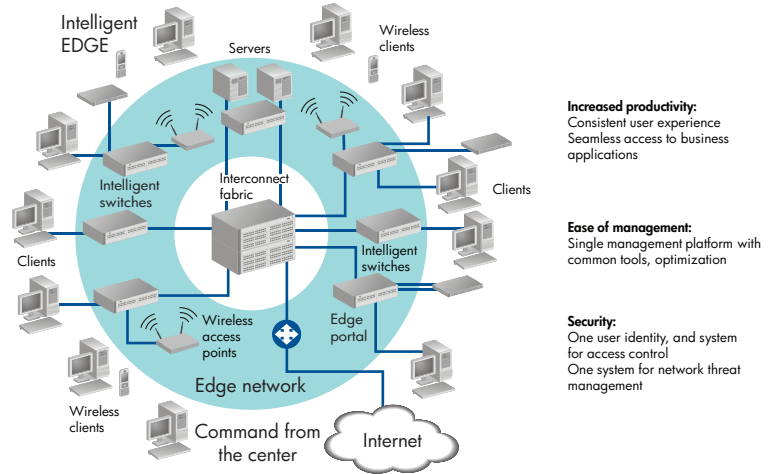 Intelligent
EDGE
Servers
Wireless
clients
Increased productivity:
Consistent user experience
Seamless access to business
applications
Intelligent
switches
Interconnect
fabric
Clients
Ease of management:
Single management platform with
common tools, optimization
Clients
Intelligent
switches
Wireless
access
points
Edge
portal
Security:
One user identity, and system
for access control
One system for network threat
management
Edge network
Wireless
clients
Command from
the center
Internet